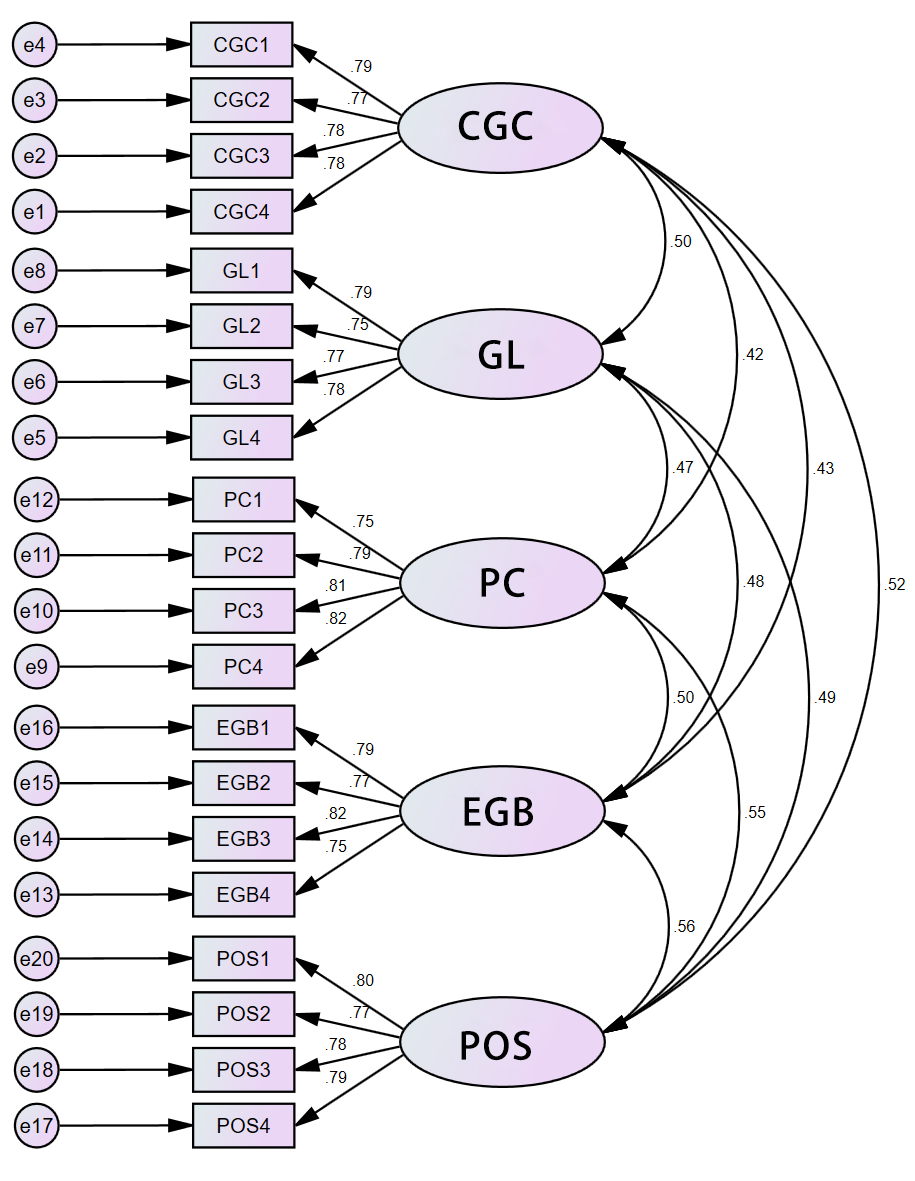 e4 CGC1 .79
e3 CGC2 .77
CGC
e2 CGC3 .78
e1 CGC4 .78
.50
e8 GL1 .79
e7 GL2 .75
GL
.42
e6 GL3 .77
e5 GL4 .78
.47
.43
e12 PC1 .75
e11 PC2 .79
PC
.48
.52
e10 PC3 .81
e9 PC4 .82
.50
.49
e16 EGB1 .79
e15 EGB2 .77
EGB
.55
e14 EGB3 .82
e13 EGB4 .75
.56
e20 POS1 .80
e19 POS2 .77
POS
e18 POS3 .78
e17 POS4 .79